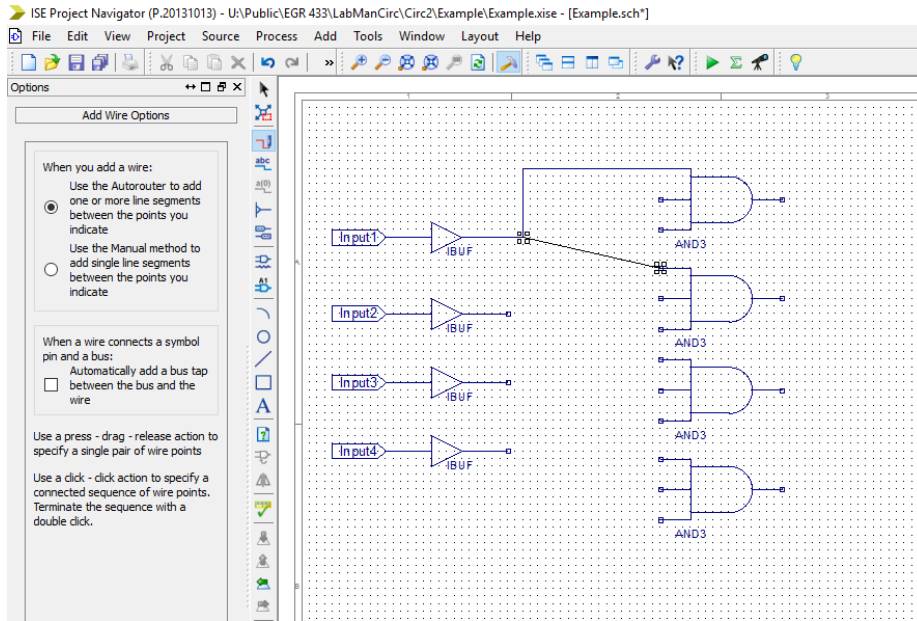 ISE Project Navigator (P.20131013) - U:\Public\EGR 433\LabManCirc\Circ2\Example\Example.xise - [Example.sch*]
File Edit View Project Source Process Add Tools Window Layout Help
»
Options
Add Wire Options
When you add a wire:
Use the Autorouter to add
one or more line segments
between the points you
indicate
Use the Manual method to
add single line segments
between the points you
indicate
When a wire connects a symbol
pin and a bus:
Automatically add a bus tap
between the bus and the
wire
Use a press - drag - release action to
specify a single pair of wire points
Use a click - click action to specify a
connected sequence of wire points.
Terminate the sequence with a
double click.
abc
a(0)
A1
A
1
2
3
A
B
Input1
IBUF
Input2
IBUF
Input3
IBUF
Input4
IBUF
AND3
AND3
AND3
AND3